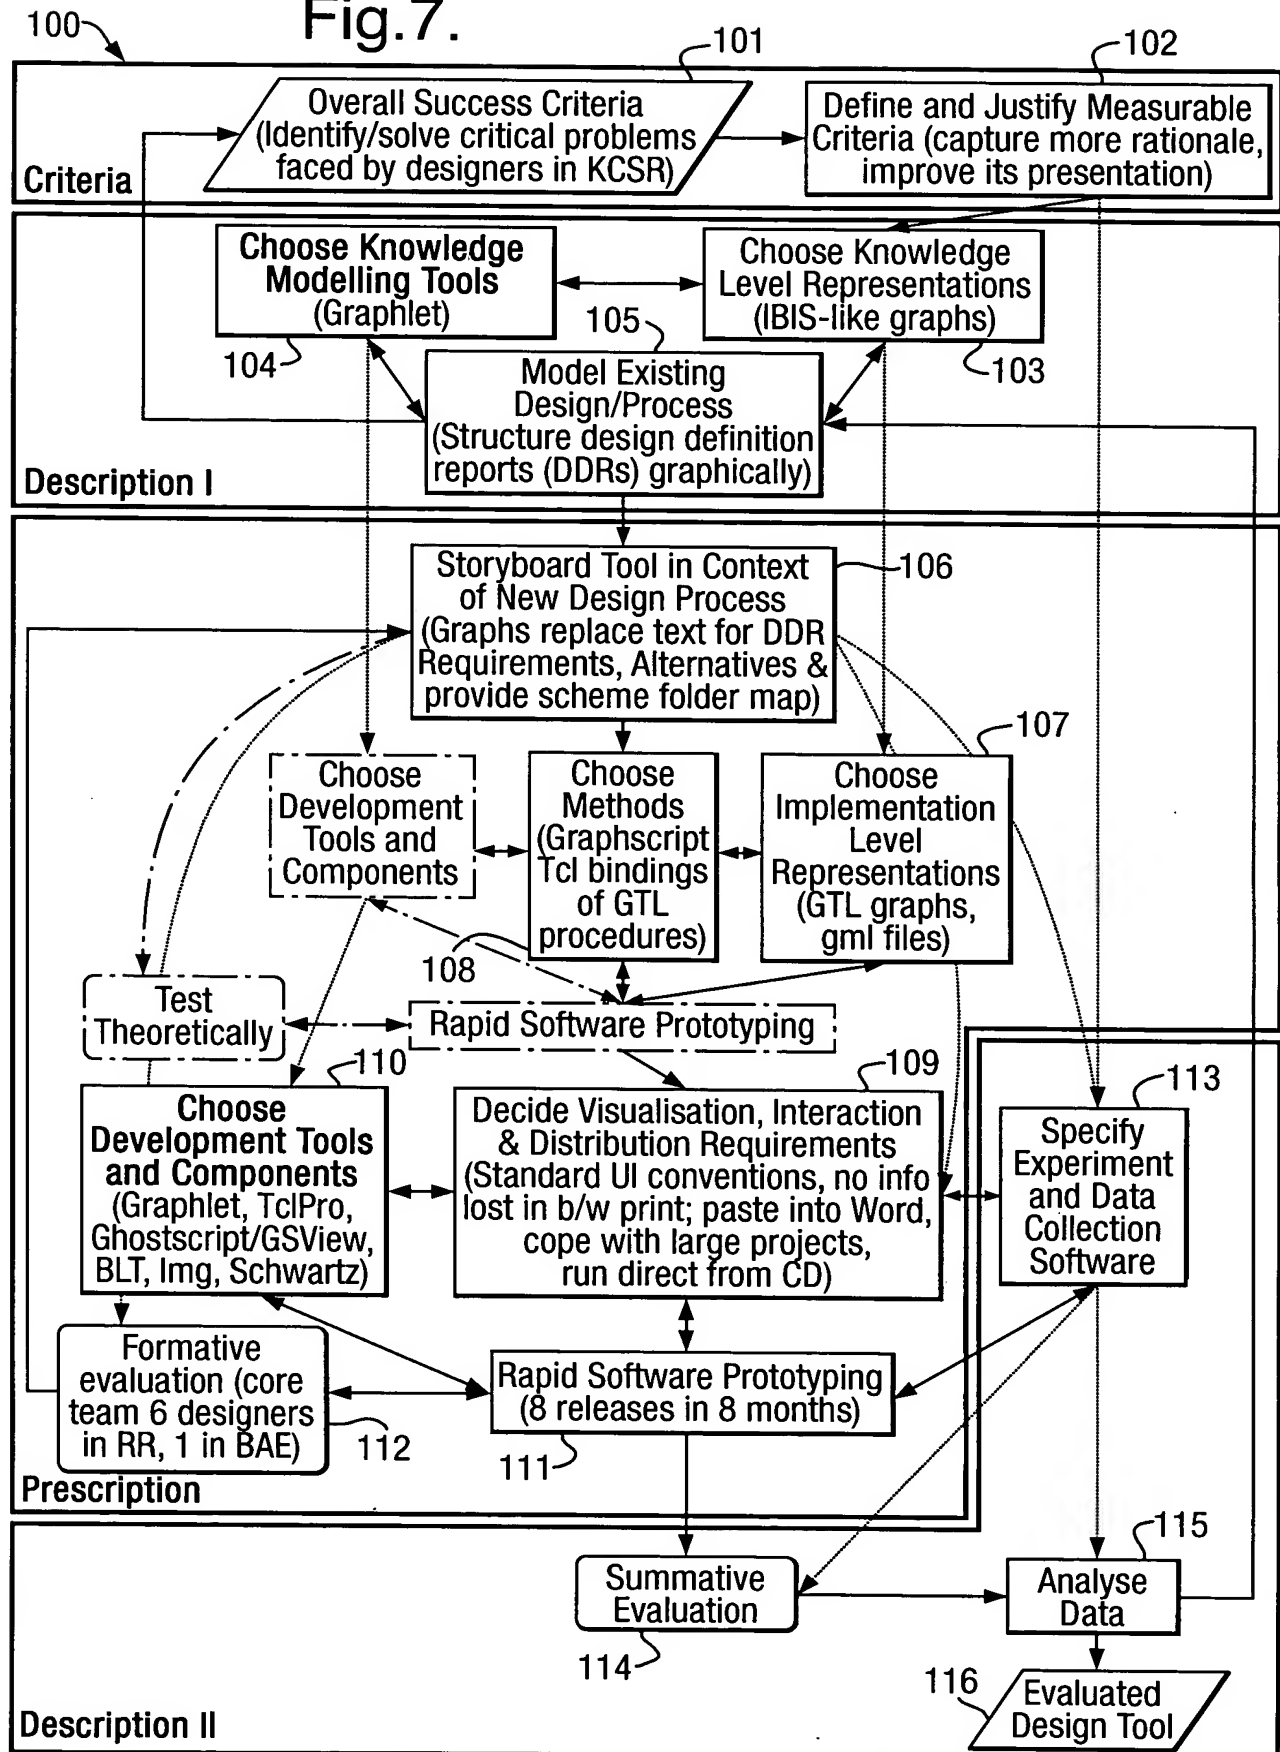 Fig.7.
100
101
102
Overall Success Criteria
(Identify/solve critical problems
faced by designers in KCSR)
Define and Justify Measurable
Criteria (capture more rationale,
improve its presentation)
Criteria
Choose Knowledge
Modelling Tools
(Graphlet)
104
105
Choose Knowledge
Level Representations
(IBIS-like graphs)
103
Model Existing
Design/Process
(Structure design definition
reports (DDRs) graphically)
Description I
Storyboard Tool in Context
of New Design Process
(Graphs replace text for DDR
Requirements, Alternatives &
provide scheme folder map)
106
107
Choose
Development
Tools and
Components
Choose
Methods
(Graphscript
Tcl bindings
of GTL
procedures)
108
Choose
Implementation
Level
Representations
(GTL graphs,
gml files)
Test
Theoretically
Rapid Software Prototyping
110
109
113
Choose
Development Tools
and Components
(Graphlet, TclPro,
Ghostscript/GSView,
BLT, Img, Schwartz)
Decide Visualisation, Interaction
& Distribution Requirements
(Standard UI conventions, no info
lost in b/w print; paste into Word,
cope with large projects,
run direct from CD)
Specify
Experiment
and Data
Collection
Software
Formative
evaluation (core
team 6 designers
in RR, 1 in BAE)
112
Rapid Software Prototyping
(8 releases in 8 months)
111
Prescription
Summative
Evaluation
114
115
Analyse
Data
116
Evaluated
Design Tool
Description II